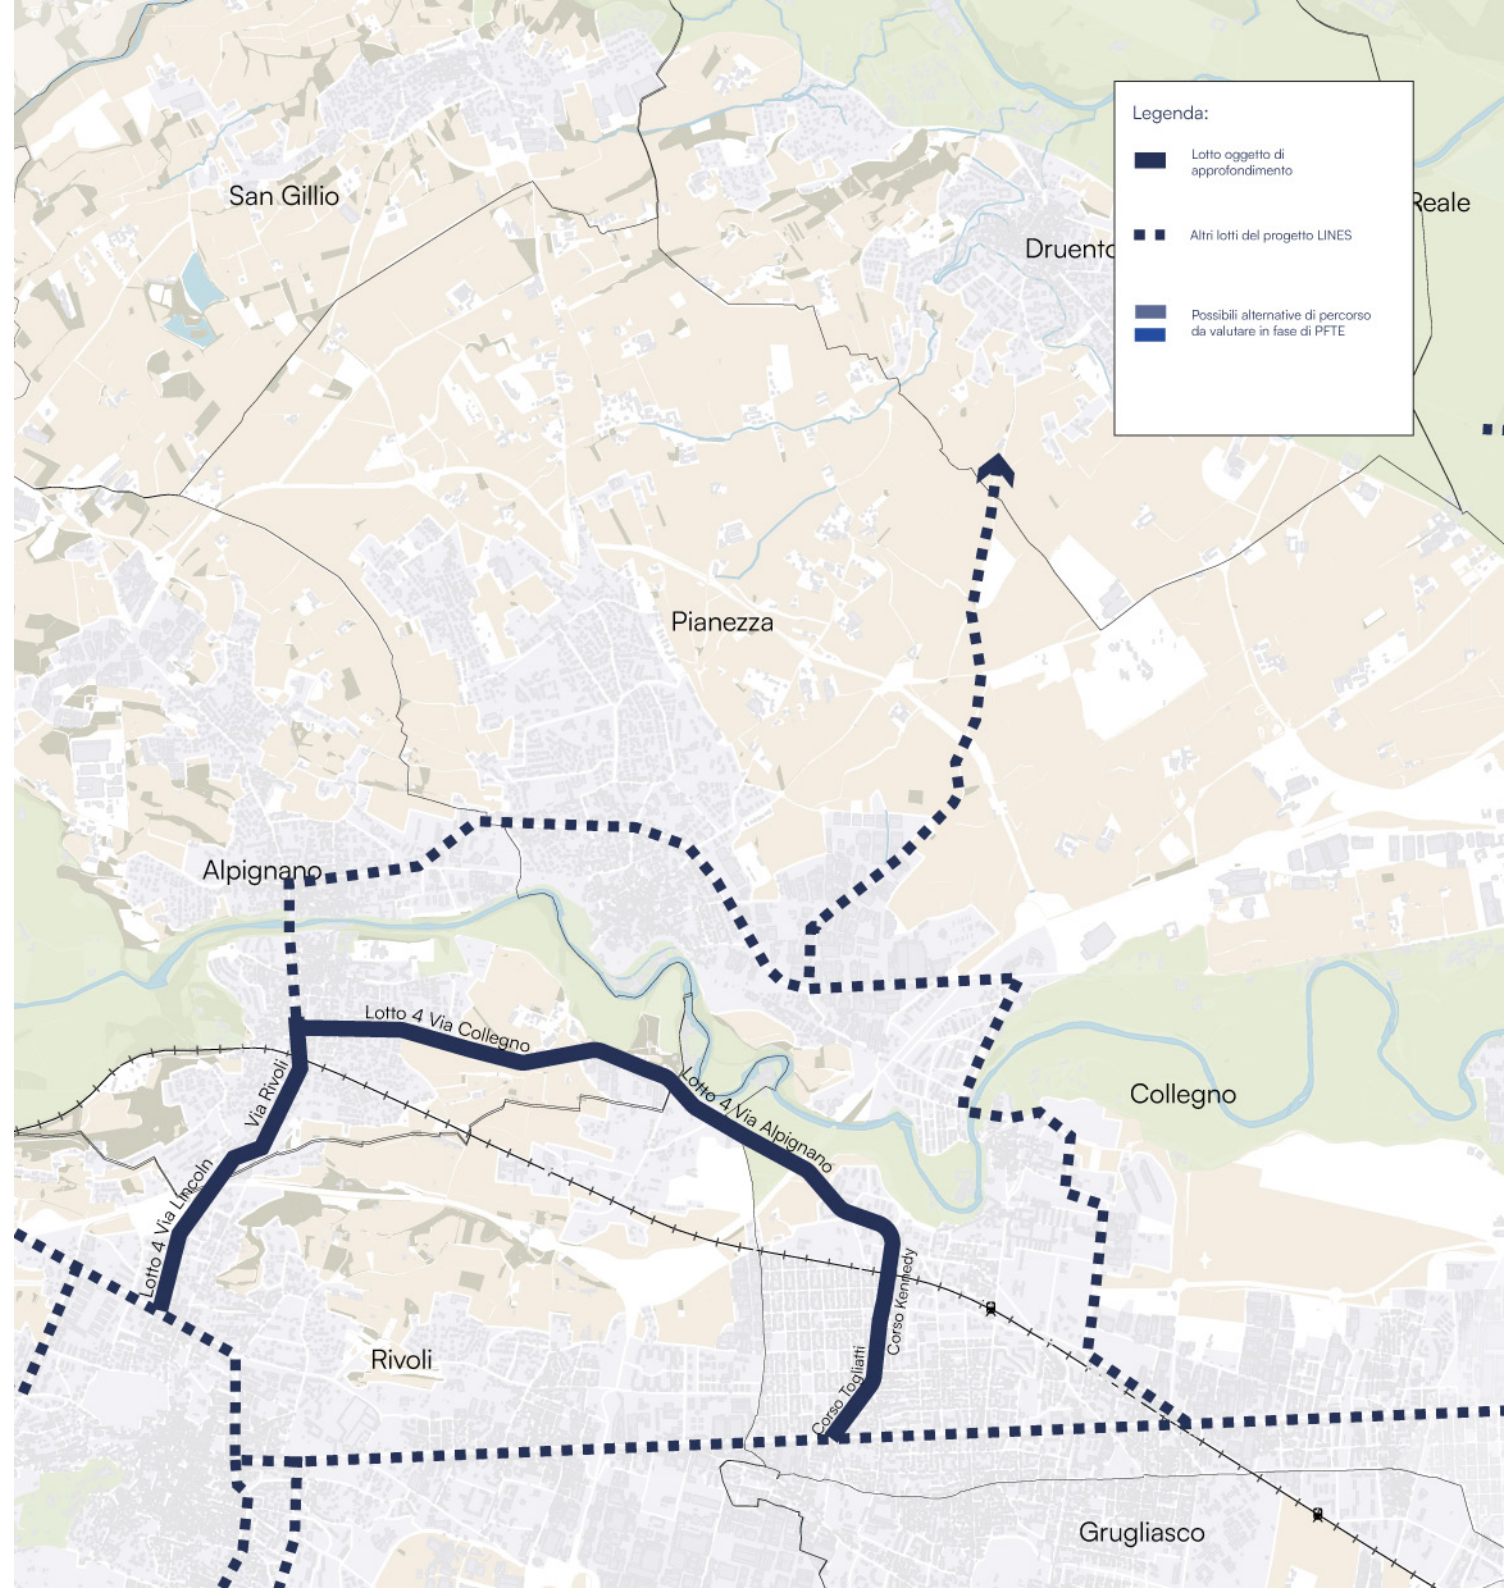 Legenda:
Lotto oggetto di
approfondimento
San Gillio
Reale
Altri lotti del progetto LINES
Druento
Possibili alternative di percorso
da valutare in fase di PFTE
Pianezza
Alpignano
Lotto 4 Via Collegno
Via Rivoli
Lotto 4 Via Alpignano
Collegno
Lotto 4 Via Lincoln
Corso Kennedy
Rivoli
Corso Togliatti
Grugliasco